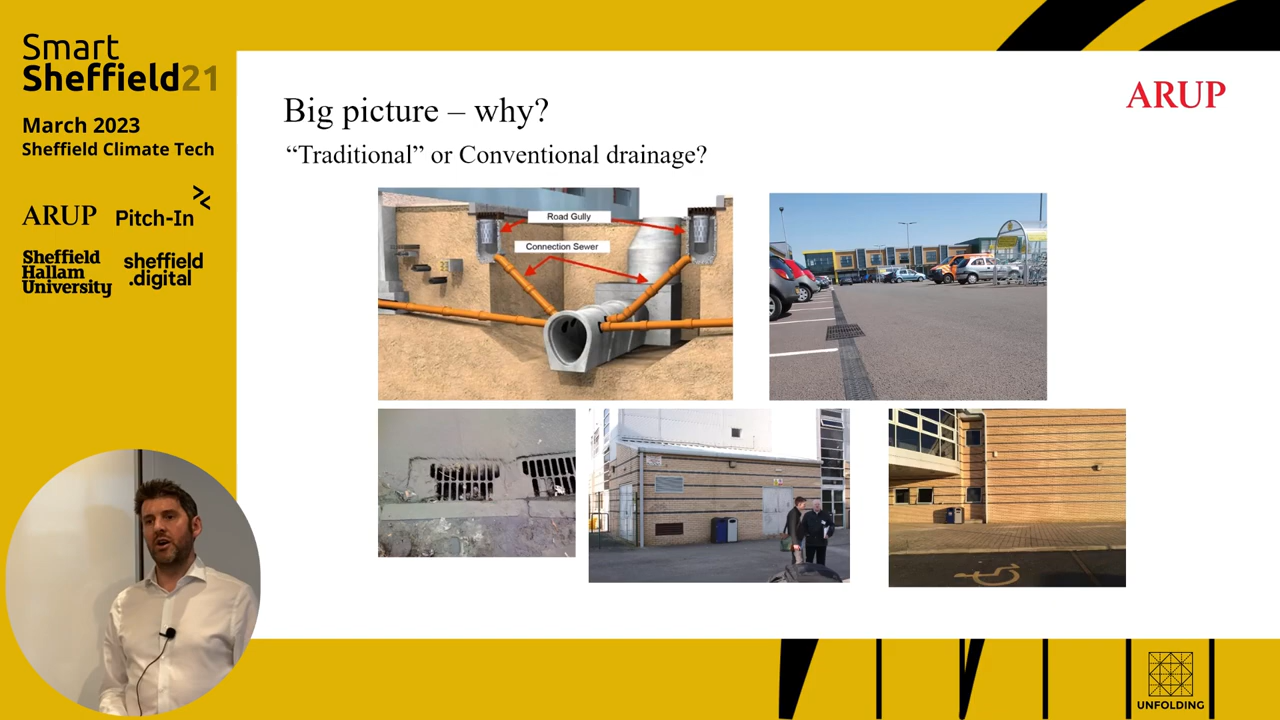 Smart
Sheffield21
March 2023
Sheffield Climate Tech
ARUP
Pitch-In
Sheffield
Hallam
University
sheffield
.digital
Big picture – why?
“Traditional” or Conventional drainage?
ARUP
Road Gully
Connection Sewer
UNFOLDING